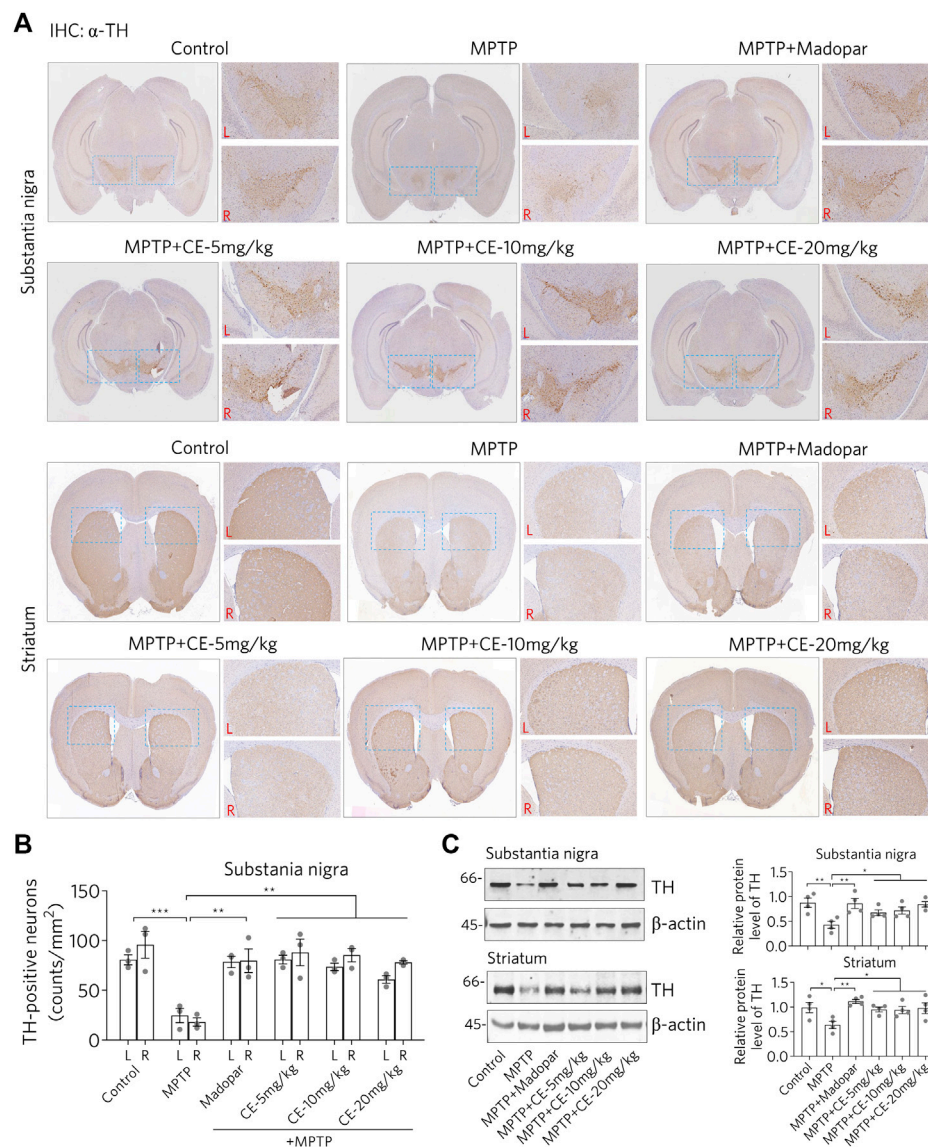 A
IHC: α-TH
Control
MPTP
MPTP+Madopar
Substantia nigra
L
L
L
R
R
R
MPTP+CE-5mg/kg
MPTP+CE-10mg/kg
MPTP+CE-20mg/kg
L
L
L
R
R
R
Control
MPTP
MPTP+Madopar
Striatum
L
L
L
R
R
R
MPTP+CE-5mg/kg
MPTP+CE-10mg/kg
MPTP+CE-20mg/kg
L
L
L
R
R
R
B
Substania nigra
TH-positive neurons
(counts/mm²)
150
100
50
0
***
**
**
L R L R L R L R L R L R
Control
MPTP
Madopar
CE-5mg/kg
CE-10mg/kg
CE-20mg/kg
+MPTP
C
Substantia nigra
66-
TH
45-
β-actin
Striatum
66-
TH
45-
β-actin
Control
MPTP
MPTP+Madopar
MPTP+CE-5mg/kg
MPTP+CE-10mg/kg
MPTP+CE-20mg/kg
Substantia nigra
Relative protein
level of TH
1.5
1.0
0.5
0.0
**
**
*
Striatum
Relative protein
level of TH
1.5
1.0
0.5
0.0
*
**
*
Control
MPTP
MPTP+Madopar
MPTP+CE-5mg/kg
MPTP+CE-10mg/kg
MPTP+CE-20mg/kg